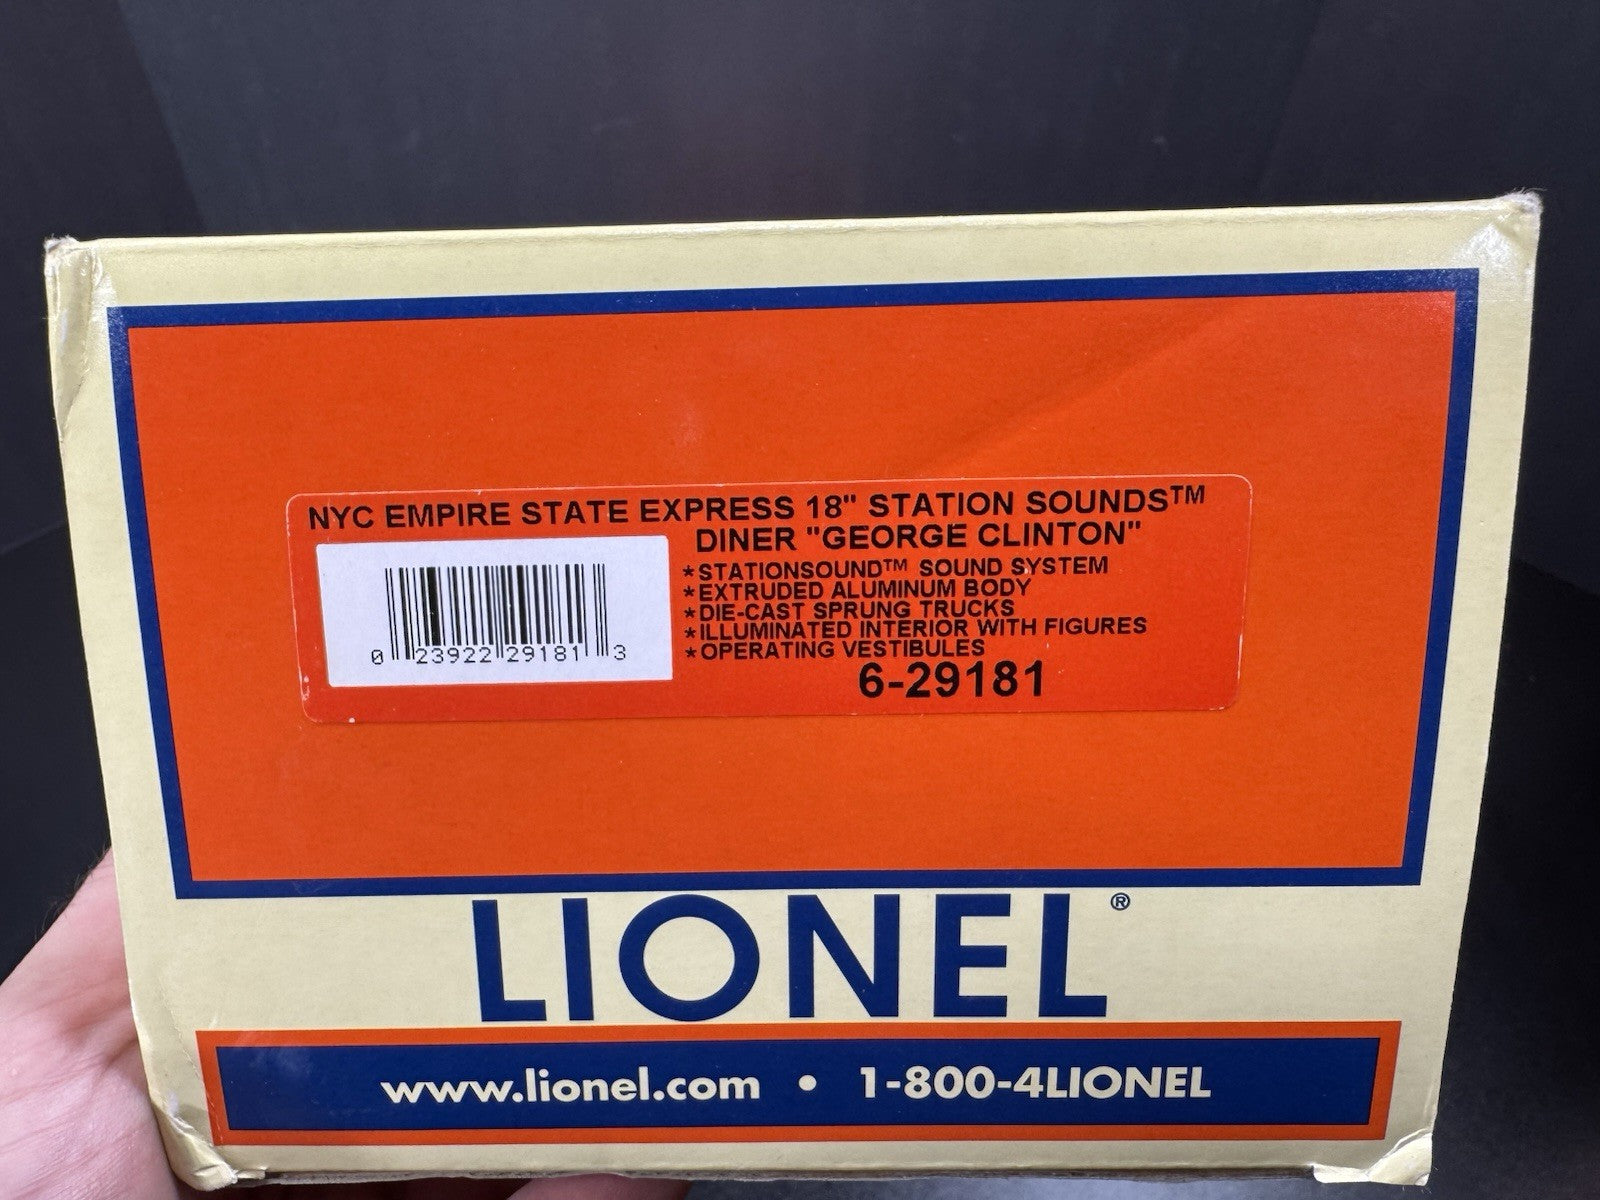 NYC EMPIRE STATE EXPRESS 18" STATION SOUNDS™
DINER "GEORGE CLINTON"
*STATIONSOUND™ SOUND SYSTEM
*EXTRUDED ALUMINUM BODY
*DIE-CAST SPRUNG TRUCKS
*ILLUMINATED INTERIOR WITH FIGURES
*OPERATING VESTIBULES
0 23922 29181 3
6-29181
LIONEL®
www.lionel.com • 1-800-4LIONEL